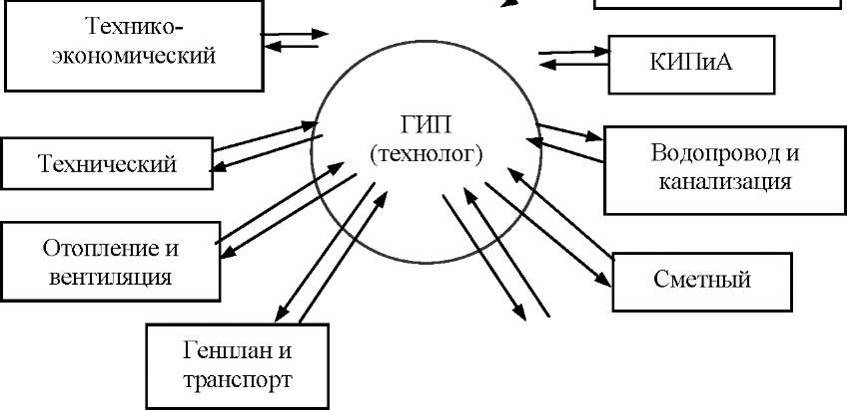 Технико-
экономический
КИПиА
ГИП
(технолог)
Технический
Водопровод и
канализация
Отопление и
вентиляция
Сметный
Генплан и
транспорт